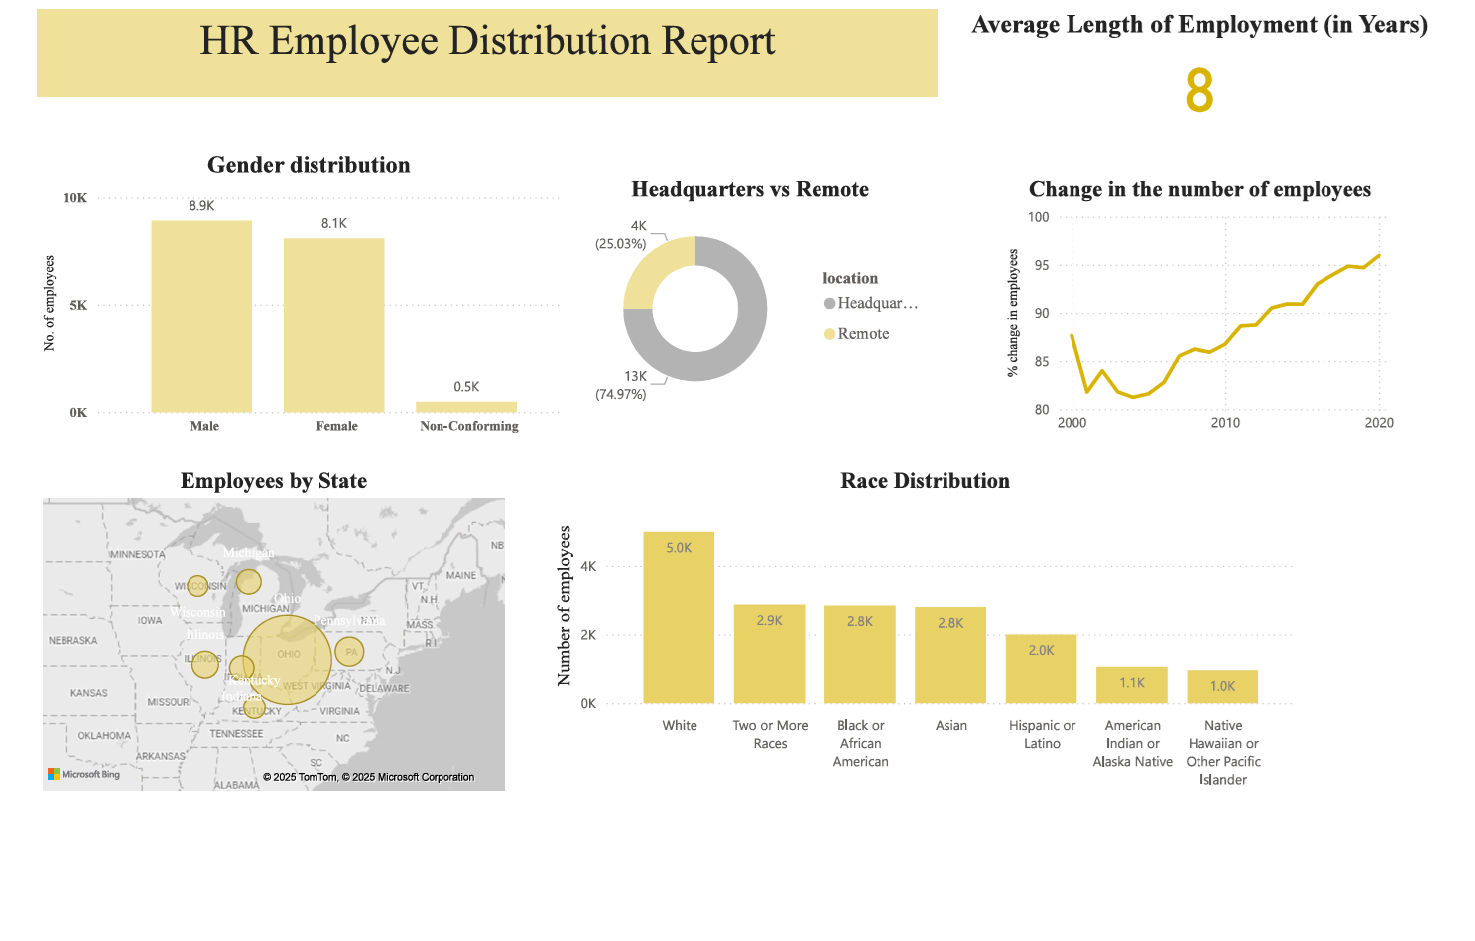 HR Employee Distribution Report
Average Length of Employment (in Years)
8
Gender distribution
No. of employees
10K
5K
0K
8.9K
8.1K
0.5K
Male
Female
Non-Conforming
Headquarters vs Remote
4K
(25.03%)
13K
(74.97%)
location
Headquar…
Remote
Change in the number of employees
% change in employees
100
95
90
85
80
2000
2010
2020
Employees by State
MINNESOTA
NB
Michigan
MAINE
WISCONSIN
VT.
N.H.
Ohio
MICHIGAN
Wisconsin
IOWA
Pennsylvania
MASS.
Illinois
NEBRASKA
R.I.
ILLINOIS
OHIO
PA
N.J.
Kentucky
WEST VIRGINIA
DELAWARE
KANSAS
Indiana
MISSOURI
KENTUCKY
VIRGINIA
OKLAHOMA
TENNESSEE
NC
ARKANSAS
SC
ALABAMA
Microsoft Bing
© 2025 TomTom, © 2025 Microsoft Corporation
Race Distribution
Number of employees
4K
2K
0K
5.0K
2.9K
2.8K
2.8K
2.0K
1.1K
1.0K
White
Two or More
Races
Black or
African
American
Asian
Hispanic or
Latino
American
Indian or
Alaska Native
Native
Hawaiian or
Other Pacific
Islander